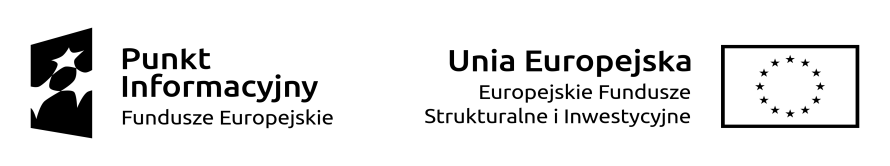 Punkt
Informacyjny
Fundusze Europejskie
Unia Europejska
Europejskie Fundusze
Strukturalne i Inwestycyjne